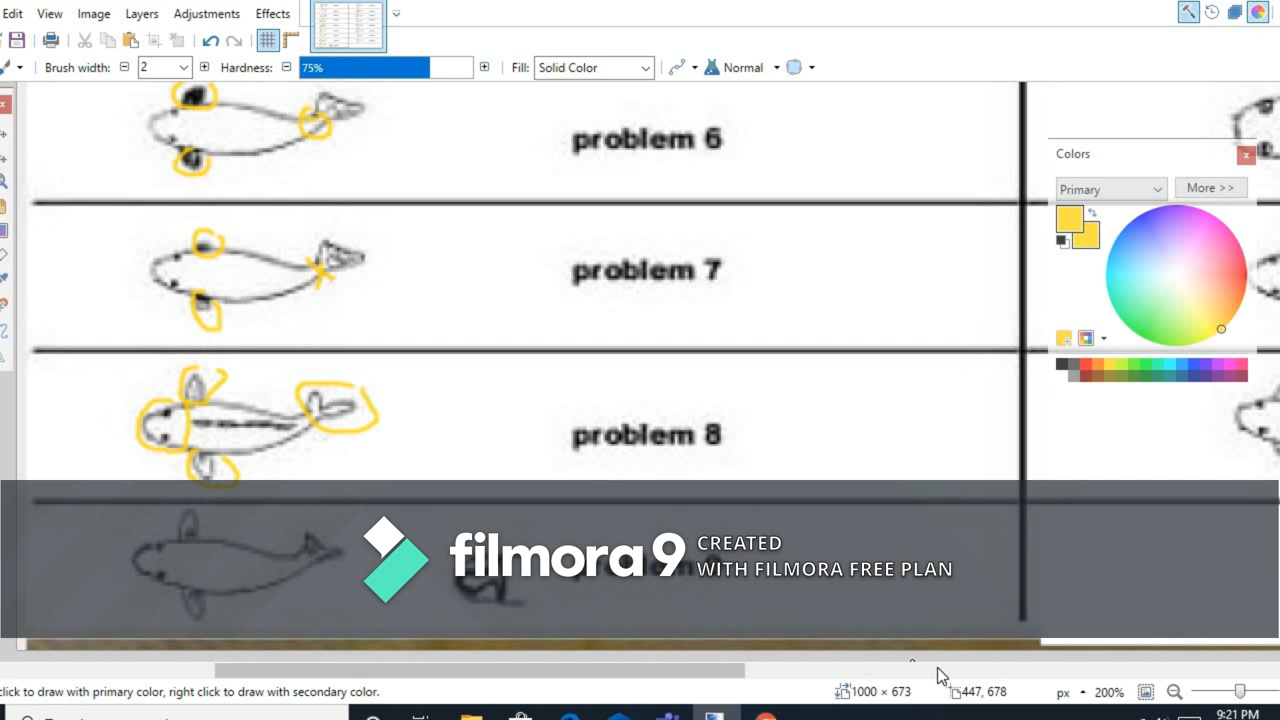 Edit View Image Layers Adjustments Effects
Brush width: 2 Hardness: 75% Fill: Solid Color Normal
problem 6
Colors
Primary More >>
problem 7
problem 8
filmora9 CREATED
WITH FILMORA FREE PLAN
click to draw with primary color, right click to draw with secondary color. 1000 × 673 447, 678 px 200%
9:21 PM